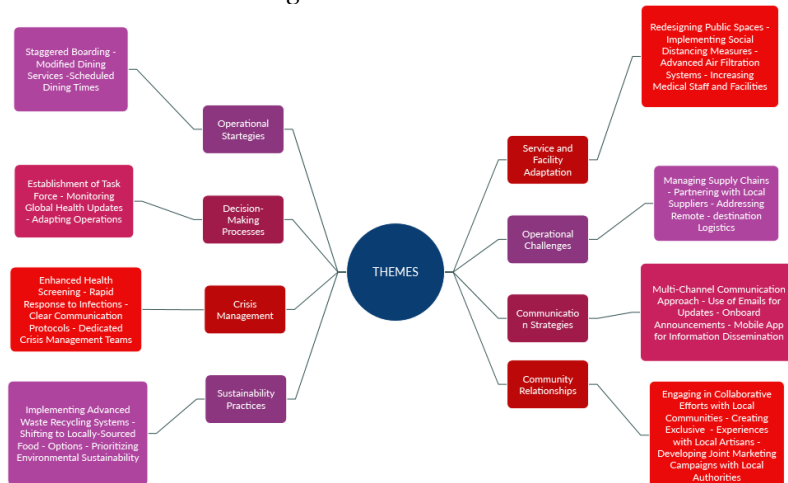 Staggered Boarding -
Modified Dining
Services -Scheduled
Dining Times
Operational
Startegies
Establishment of Task
Force - Monitoring
Global Health Updates
- Adapting Operations
Decision-
Making
Processes
Enhanced Health
Screening - Rapid
Response to Infections -
Clear Communication
Protocols - Dedicated
Crisis Management Teams
Crisis
Management
Implementing Advanced
Waste Recycling Systems -
Shifting to Locally-Sourced
Food - Options - Prioritizing
Environmental Sustainability
Sustainability
Practices
THEMES
Service and
Facility
Adaptation
Redesigning Public Spaces -
Implementing Social
Distancing Measures -
Advanced Air Filtration
Systems - Increasing
Medical Staff and Facilities
Operational
Challenges
Managing Supply Chains
- Partnering with Local
Suppliers - Addressing
Remote - destination
Logistics
Communicatio
n Strategies
Multi-Channel Communication
Approach - Use of Emails for
Updates - Onboard
Announcements - Mobile App
for Information Dissemination
Community
Relationships
Engaging in Collaborative
Efforts with Local
Communities - Creating
Exclusive - Experiences
with Local Artisans -
Developing Joint Marketing
Campaigns with Local
Authorities